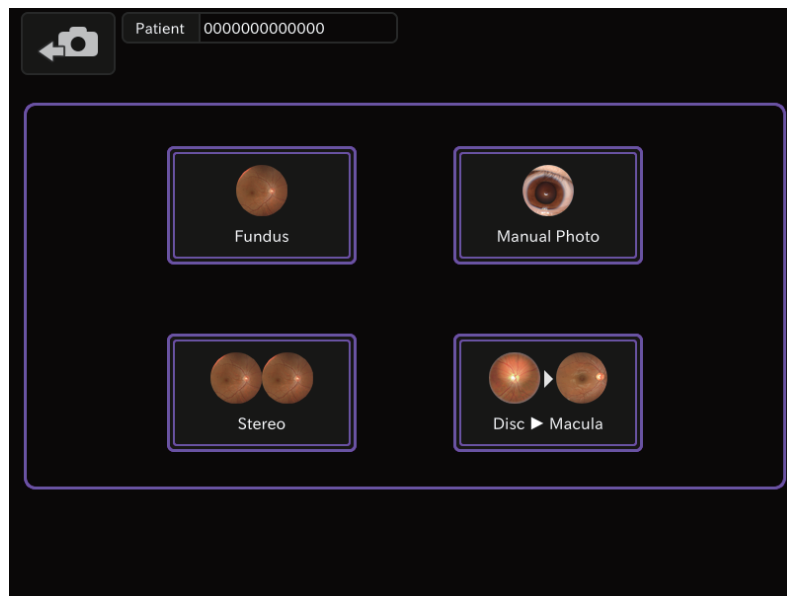 Patient 0000000000000
Fundus
Manual Photo
Stereo
Disc ▶ Macula